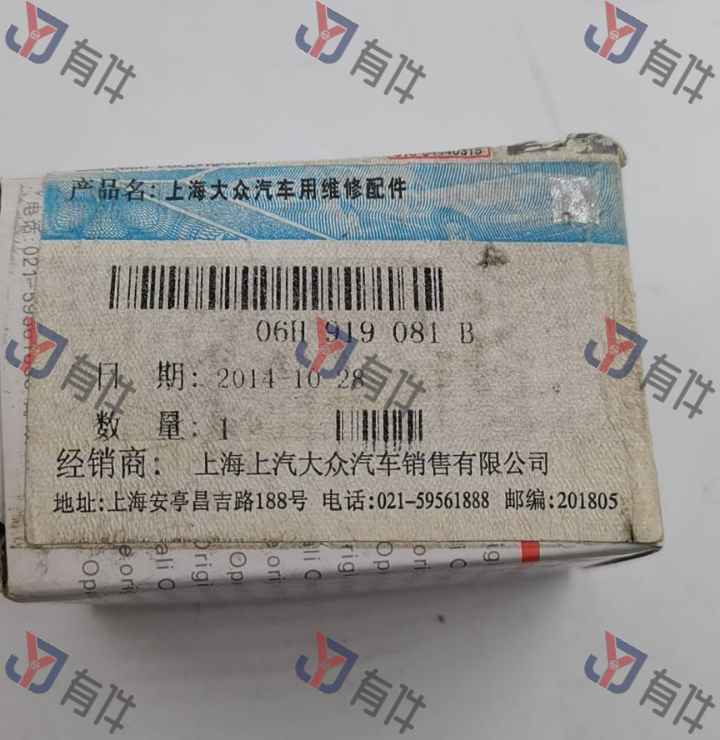 有件 有件 有件
产品名: 上海大众汽车用维修配件
06H 919 081 B
有件 有件 有件
日 期: 2014-10-28
数 量: 1
经销商: 上海上汽大众汽车销售有限公司
地址:上海安亭昌吉路188号 电话:021-59561888 邮编:201805
有件 有件 有件